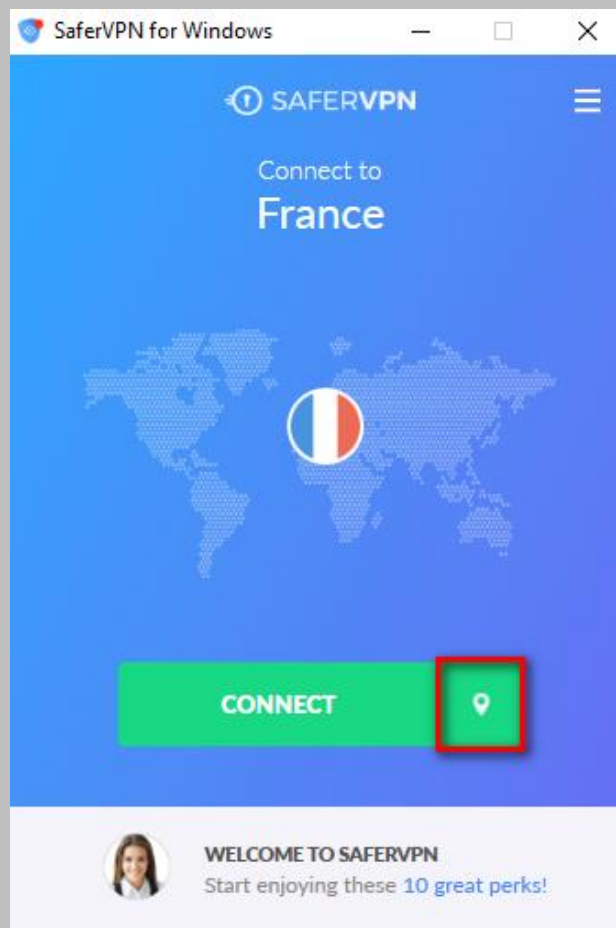 SaferVPN for Windows
SAFERVPN
Connect to
France
CONNECT
WELCOME TO SAFERVPN
Start enjoying these 10 great perks!